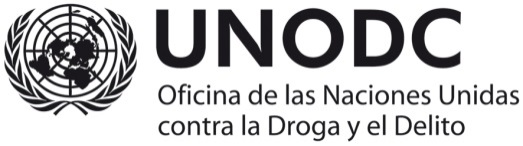 UNODC
Oficina de las Naciones Unidas
contra la Droga y el Delito